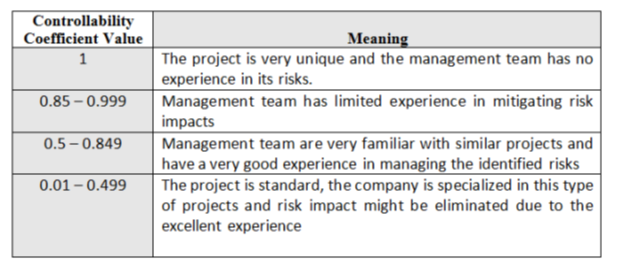 Controllability
Coefficient Value
Meaning
1
The project is very unique and the management team has no
experience in its risks.
0.85 – 0.999
Management team has limited experience in mitigating risk
impacts
0.5 – 0.849
Management team are very familiar with similar projects and
have a very good experience in managing the identified risks
0.01 – 0.499
The project is standard, the company is specialized in this type
of projects and risk impact might be eliminated due to the
excellent experience